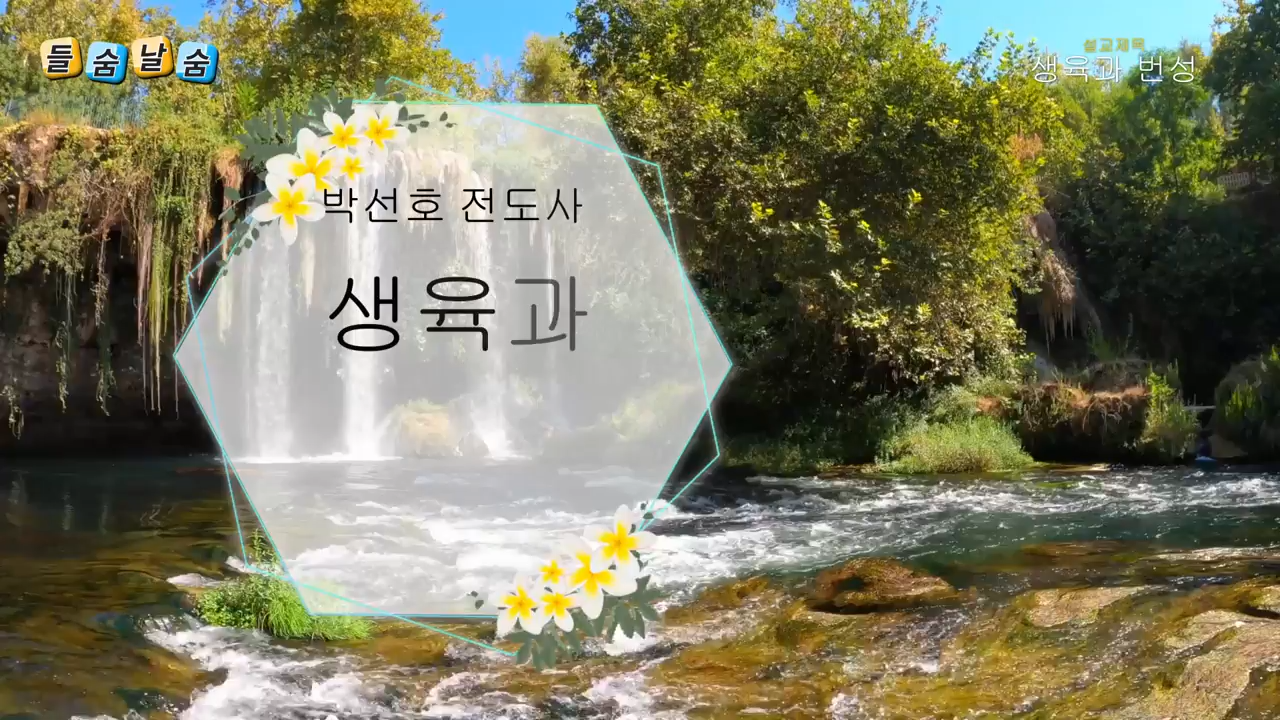 들숨날숨
설교제목
생육과 번성
박선호 전도사
생육과